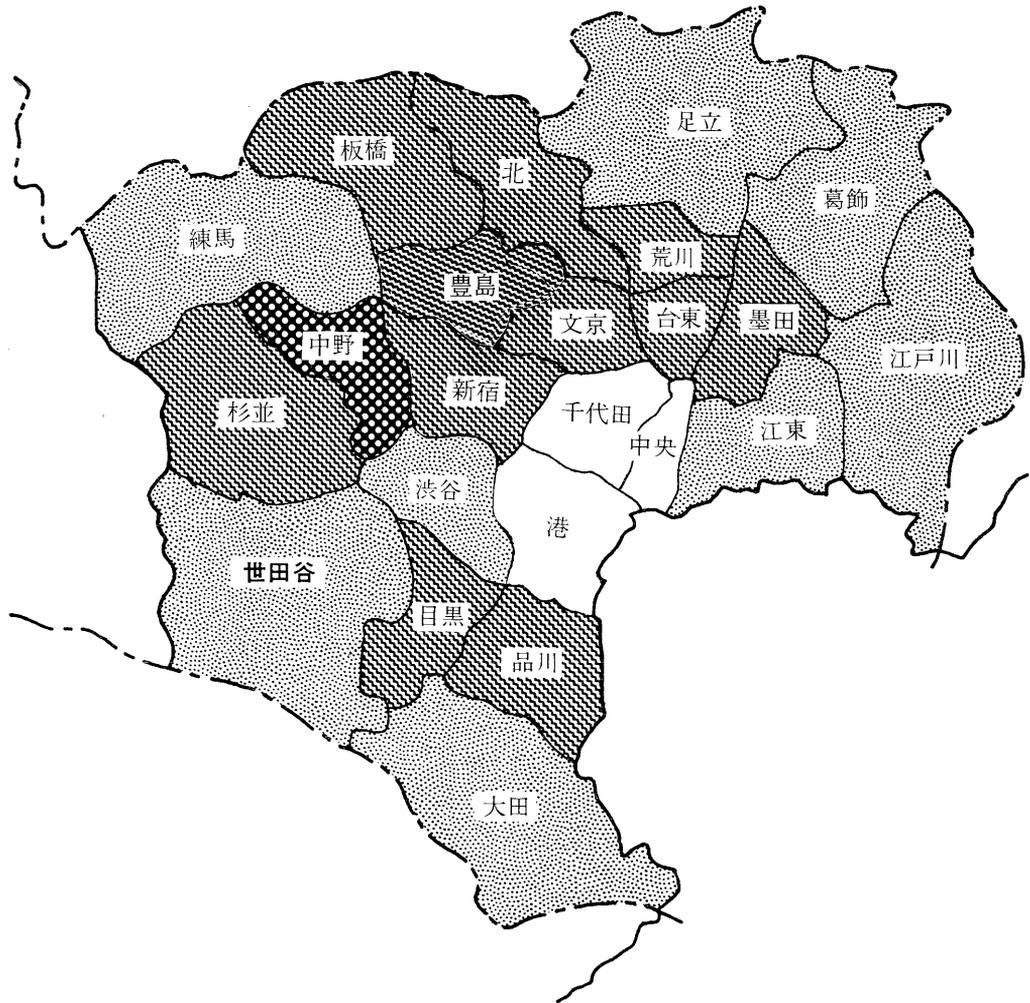 足立
板橋
北
葛飾
練馬
荒川
豊島
文京
台東
墨田
中野
江戸川
新宿
杉並
千代田
江東
中央
渋谷
港
世田谷
目黒
品川
大田